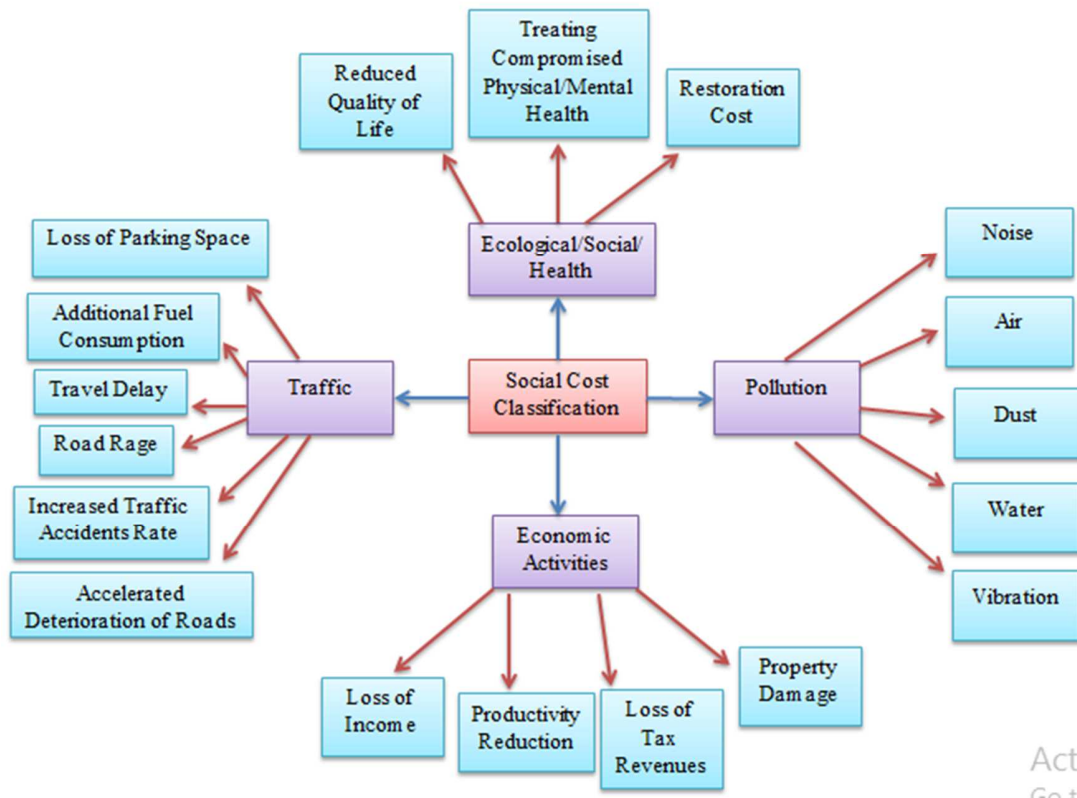 Treating
Compromised
Physical/Mental
Health
Reduced
Quality of
Life
Restoration
Cost
Loss of Parking Space
Ecological/Social/
Health
Noise
Additional Fuel
Consumption
Air
Traffic
Social Cost
Classification
Pollution
Travel Delay
Dust
Road Rage
Increased Traffic
Accidents Rate
Economic
Activities
Water
Accelerated
Deterioration of Roads
Vibration
Loss of
Income
Productivity
Reduction
Loss of
Tax
Revenues
Property
Damage
Act
Go t